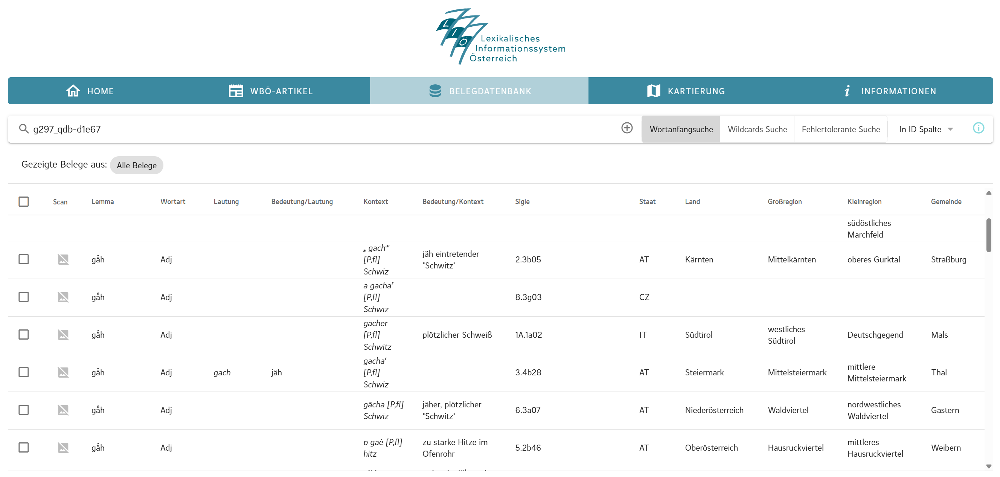 L
I
Ö
Lexikalisches
Informationssystem
Österreich
HOME WBÖ-ARTIKEL BELEGDATENBANK KARTIERUNG INFORMATIONEN
g297_qdb-d1e67 Wortanfangsuche Wildcards Suche Fehlertolerante Suche In ID Spalte
Gezeigte Belege aus: Alle Belege
Scan Lemma Wortart Lautung Bedeutung/Lautung Kontext Bedeutung/Kontext Sigle Staat Land Großregion Kleinregion Gemeinde
südöstliches
Marchfeld
gẫh Adj ₐ gachᵃʳ [P,fl] Schwiz jäh eintretender "Schwitz" 2.3b05 AT Kärnten Mittelkärnten oberes Gurktal Straßburg
gẫh Adj a gachaʳ [P,fl] Schwīz 8.3g03 CZ
gẫh Adj gācher [P,fl] Schwitz plötzlicher Schweiß 1A.1a02 IT Südtirol westliches Südtirol Deutschgegend Mals
gẫh Adj gach jäh gachaʳ [P,fl] Schwiz 3.4b28 AT Steiermark Mittelsteiermark mittlere Mittelsteiermark Thal
gẫh Adj gācha [P,fl] Schwīz jäher, plötzlicher "Schwitz" 6.3a07 AT Niederösterreich Waldviertel nordwestliches Waldviertel Gastern
gẫh Adj ɒ gaė [P,fl] hitz zu starke Hitze im Ofenrohr 5.2b46 AT Oberösterreich Hausruckviertel mittleres Hausruckviertel Weibern